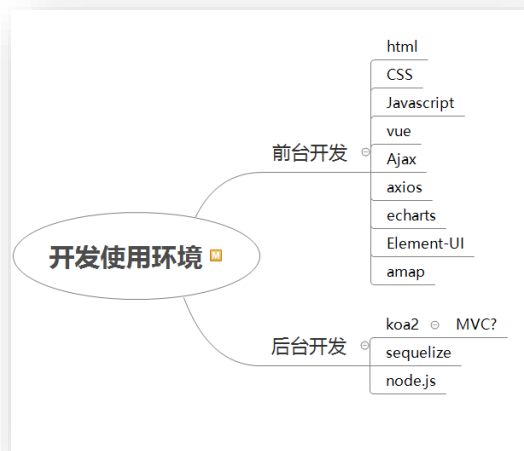 开发使用环境
前台开发
html
CSS
Javascript
vue
Ajax
axios
echarts
Element-UI
amap
后台开发
koa2
MVC?
sequelize
node.js